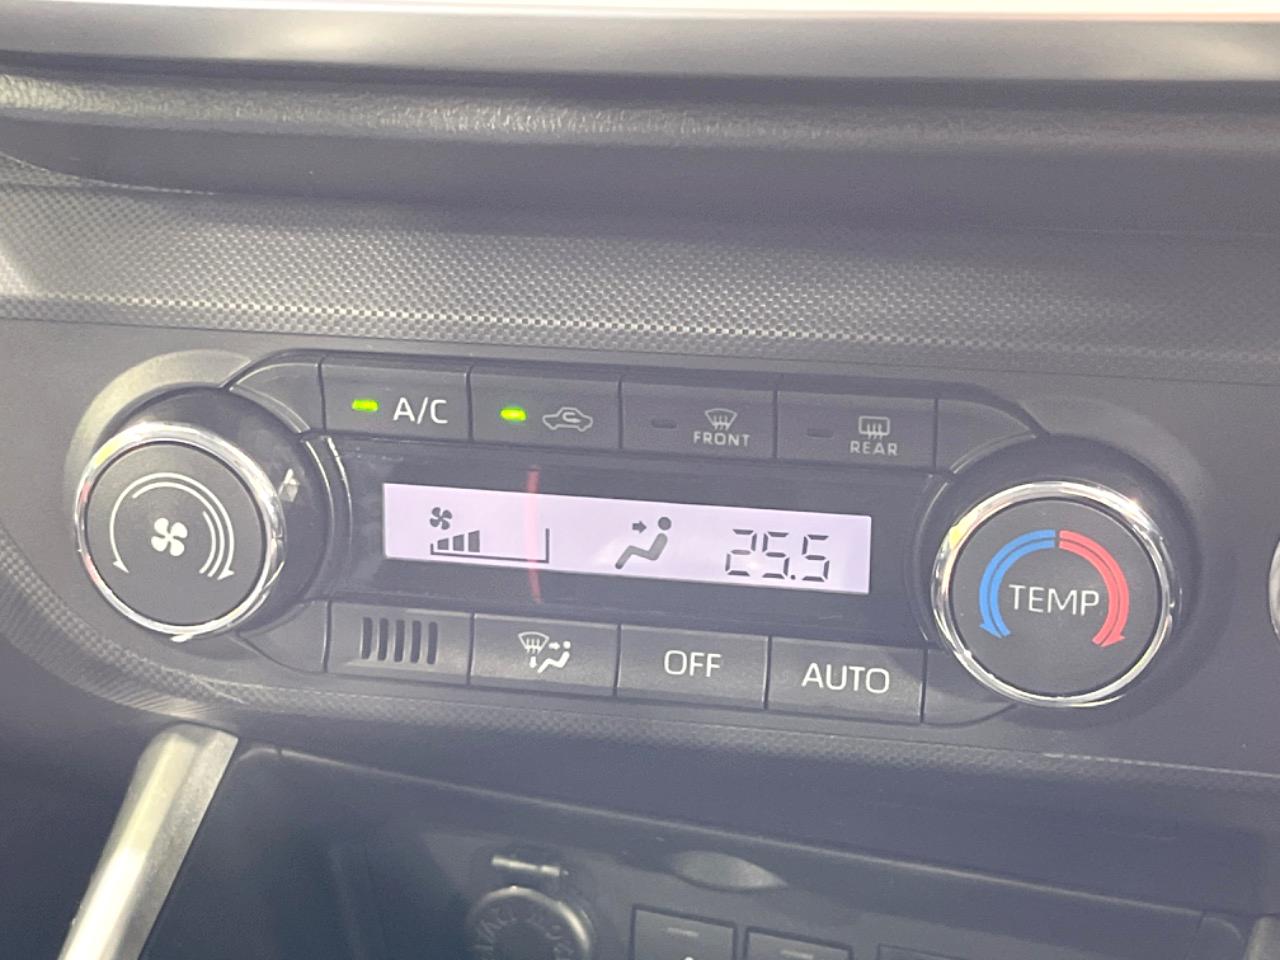 A/C
FRONT
REAR
25.5
TEMP
OFF
AUTO